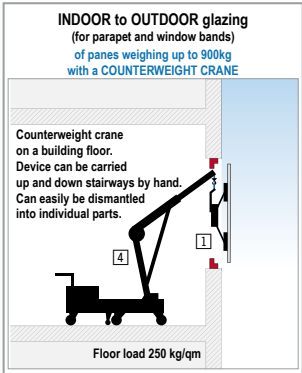 INDOOR to OUTDOOR glazing
(for parapet and window bands)
of panes weighing up to 900kg
with a COUNTERWEIGHT CRANE
Counterweight crane
on a building floor.
Device can be carried
up and down stairways by hand.
Can easily be dismantled
into individual parts.
1
4
Floor load 250 kg/qm